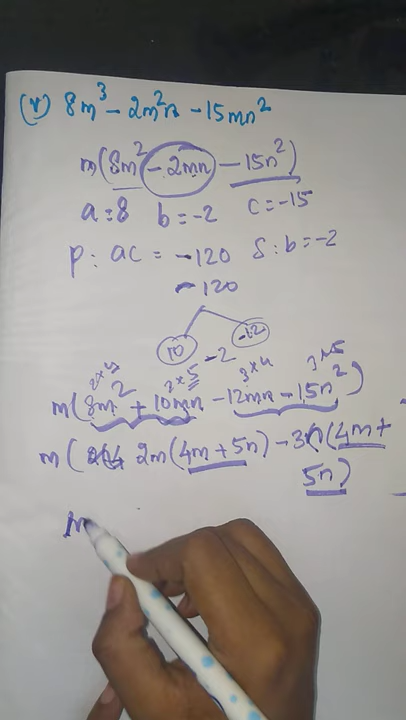 (v) 8m³ - 2m²n - 15mn²
m(8m² - 2mn - 15n²)
a = 8 b = -2 c = -15
P : ac = -120 S : b = -2
-120
10 -2 -12
2×4 2×5 3×4 3×5
m(8m² + 10mn - 12mn - 15n²)
m( 2m(4m + 5n) - 3n(4m +
5n)
m